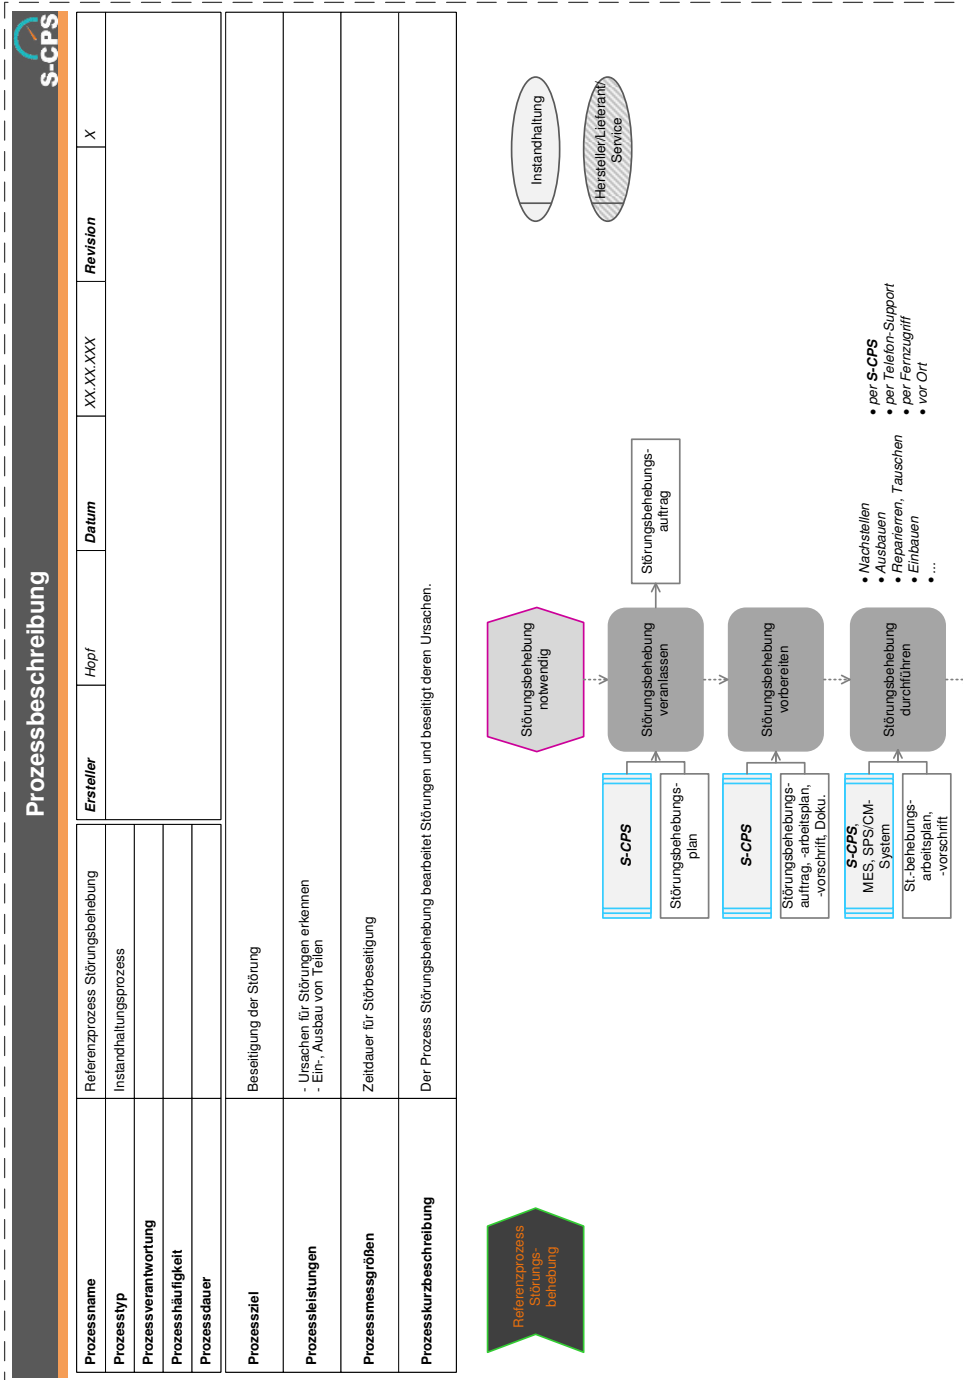 Prozessbeschreibung
S-CPS
Prozessname
Referenzprozess Störungsbehebung
Ersteller
Hopf
Datum
XX.XX.XXX
Revision
X
Prozesstyp
Instandhaltungsprozess
Prozessverantwortung
Prozesshäufigkeit
Prozessdauer
Prozessziel
Beseitigung der Störung
Prozessleistungen
- Ursachen für Störungen erkennen
- Ein-, Ausbau von Teilen
Prozessmessgrößen
Zeitdauer für Störbeseitigung
Prozesskurzbeschreibung
Der Prozess Störungsbehebung bearbeitet Störungen und beseitigt deren Ursachen.
Referenzprozess
Störungs-
behebung
Störungsbehebung
notwendig
Instandhaltung
Hersteller/Lieferant/
Service
S-CPS
Störungsbehebungs-
plan
Störungsbehebung
veranlassen
Störungsbehebungs-
auftrag
S-CPS
Störungsbehebungs-
auftrag, -arbeitsplan,
-vorschrift, Doku.
Störungsbehebung
vorbereiten
S-CPS,
MES, SPS/CM-
System
St.-behebungs-
arbeitsplan,
-vorschrift
Störungsbehebung
durchführen
• Nachstellen
• Ausbauen
• Reparierren, Tauschen
• Einbauen
• ...
• per S-CPS
• per Telefon-Support
• per Fernzugriff
• vor Ort